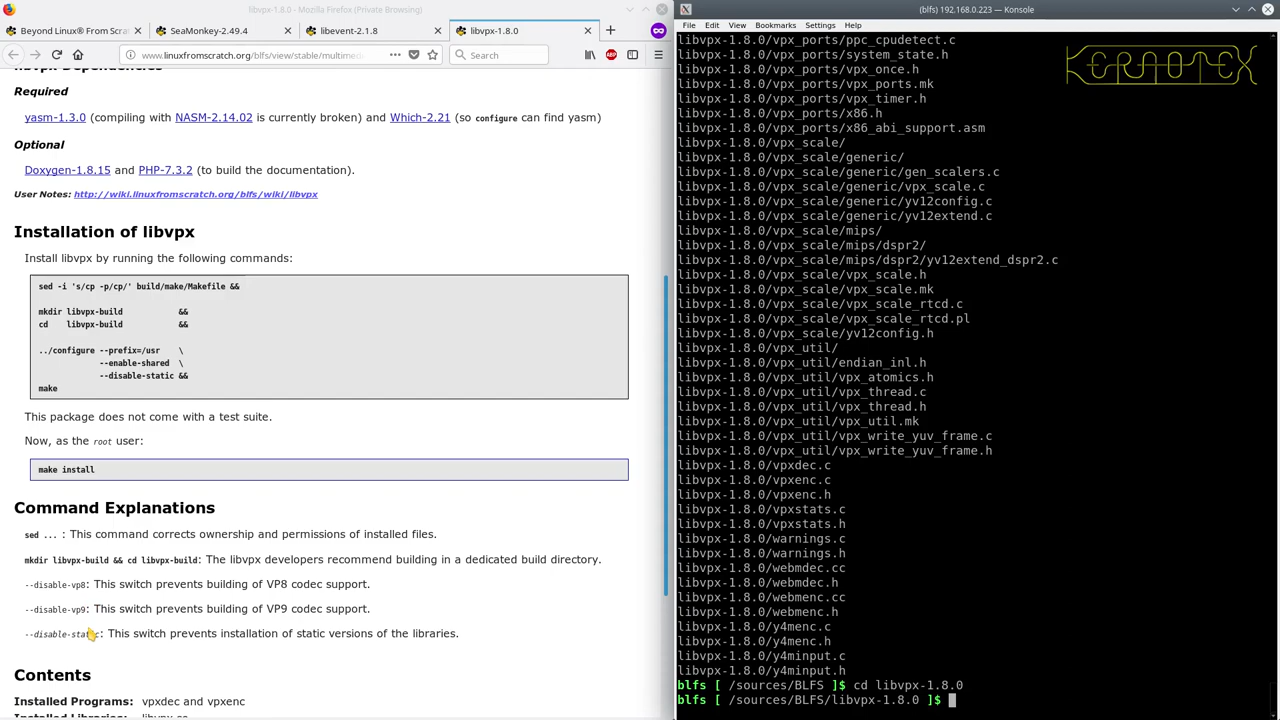 libvpx-1.8.0 - Mozilla Firefox (Private Browsing)
Beyond Linux® From Scra
SeaMonkey-2.49.4
libevent-2.1.8
libvpx-1.8.0
www.linuxfromscratch.org/blfs/view/stable/multime
Search
libvpx Dependencies
Required
yasm-1.3.0 (compiling with NASM-2.14.02 is currently broken) and Which-2.21 (so configure can find yasm)
Optional
Doxygen-1.8.15 and PHP-7.3.2 (to build the documentation).
User Notes: http://wiki.linuxfromscratch.org/blfs/wiki/libvpx
Installation of libvpx
Install libvpx by running the following commands:
sed -i 's/cp -p/cp/' build/make/Makefile &&
mkdir libvpx-build &&
cd libvpx-build &&
../configure --prefix=/usr \
--enable-shared \
--disable-static &&
make
This package does not come with a test suite.
Now, as the root user:
make install
Command Explanations
sed ... : This command corrects ownership and permissions of installed files.
mkdir libvpx-build && cd libvpx-build: The libvpx developers recommend building in a dedicated build directory.
--disable-vp8: This switch prevents building of VP8 codec support.
--disable-vp9: This switch prevents building of VP9 codec support.
--disable-static: This switch prevents installation of static versions of the libraries.
Contents
Installed Programs: vpxdec and vpxenc
Installed Libraries: libvpx.so
(blfs) 192.168.0.223 — Konsole
File Edit View Bookmarks Settings Help
KERAOTEX
libvpx-1.8.0/vpx_ports/ppc_cpudetect.c
libvpx-1.8.0/vpx_ports/system_state.h
libvpx-1.8.0/vpx_ports/vpx_once.h
libvpx-1.8.0/vpx_ports/vpx_ports.mk
libvpx-1.8.0/vpx_ports/vpx_timer.h
libvpx-1.8.0/vpx_ports/x86.h
libvpx-1.8.0/vpx_ports/x86_abi_support.asm
libvpx-1.8.0/vpx_scale/
libvpx-1.8.0/vpx_scale/generic/
libvpx-1.8.0/vpx_scale/generic/gen_scalers.c
libvpx-1.8.0/vpx_scale/generic/vpx_scale.c
libvpx-1.8.0/vpx_scale/generic/yv12config.c
libvpx-1.8.0/vpx_scale/generic/yv12extend.c
libvpx-1.8.0/vpx_scale/mips/
libvpx-1.8.0/vpx_scale/mips/dspr2/
libvpx-1.8.0/vpx_scale/mips/dspr2/yv12extend_dspr2.c
libvpx-1.8.0/vpx_scale/vpx_scale.h
libvpx-1.8.0/vpx_scale/vpx_scale.mk
libvpx-1.8.0/vpx_scale/vpx_scale_rtcd.c
libvpx-1.8.0/vpx_scale/vpx_scale_rtcd.pl
libvpx-1.8.0/vpx_scale/yv12config.h
libvpx-1.8.0/vpx_util/
libvpx-1.8.0/vpx_util/endian_inl.h
libvpx-1.8.0/vpx_util/vpx_atomics.h
libvpx-1.8.0/vpx_util/vpx_thread.c
libvpx-1.8.0/vpx_util/vpx_thread.h
libvpx-1.8.0/vpx_util/vpx_util.mk
libvpx-1.8.0/vpx_util/vpx_write_yuv_frame.c
libvpx-1.8.0/vpx_util/vpx_write_yuv_frame.h
libvpx-1.8.0/vpxdec.c
libvpx-1.8.0/vpxenc.c
libvpx-1.8.0/vpxenc.h
libvpx-1.8.0/vpxstats.c
libvpx-1.8.0/vpxstats.h
libvpx-1.8.0/warnings.c
libvpx-1.8.0/warnings.h
libvpx-1.8.0/webmdec.cc
libvpx-1.8.0/webmdec.h
libvpx-1.8.0/webmenc.cc
libvpx-1.8.0/webmenc.h
libvpx-1.8.0/y4menc.c
libvpx-1.8.0/y4menc.h
libvpx-1.8.0/y4minput.c
libvpx-1.8.0/y4minput.h
blfs [ /sources/BLFS ]$ cd libvpx-1.8.0
blfs [ /sources/BLFS/libvpx-1.8.0 ]$